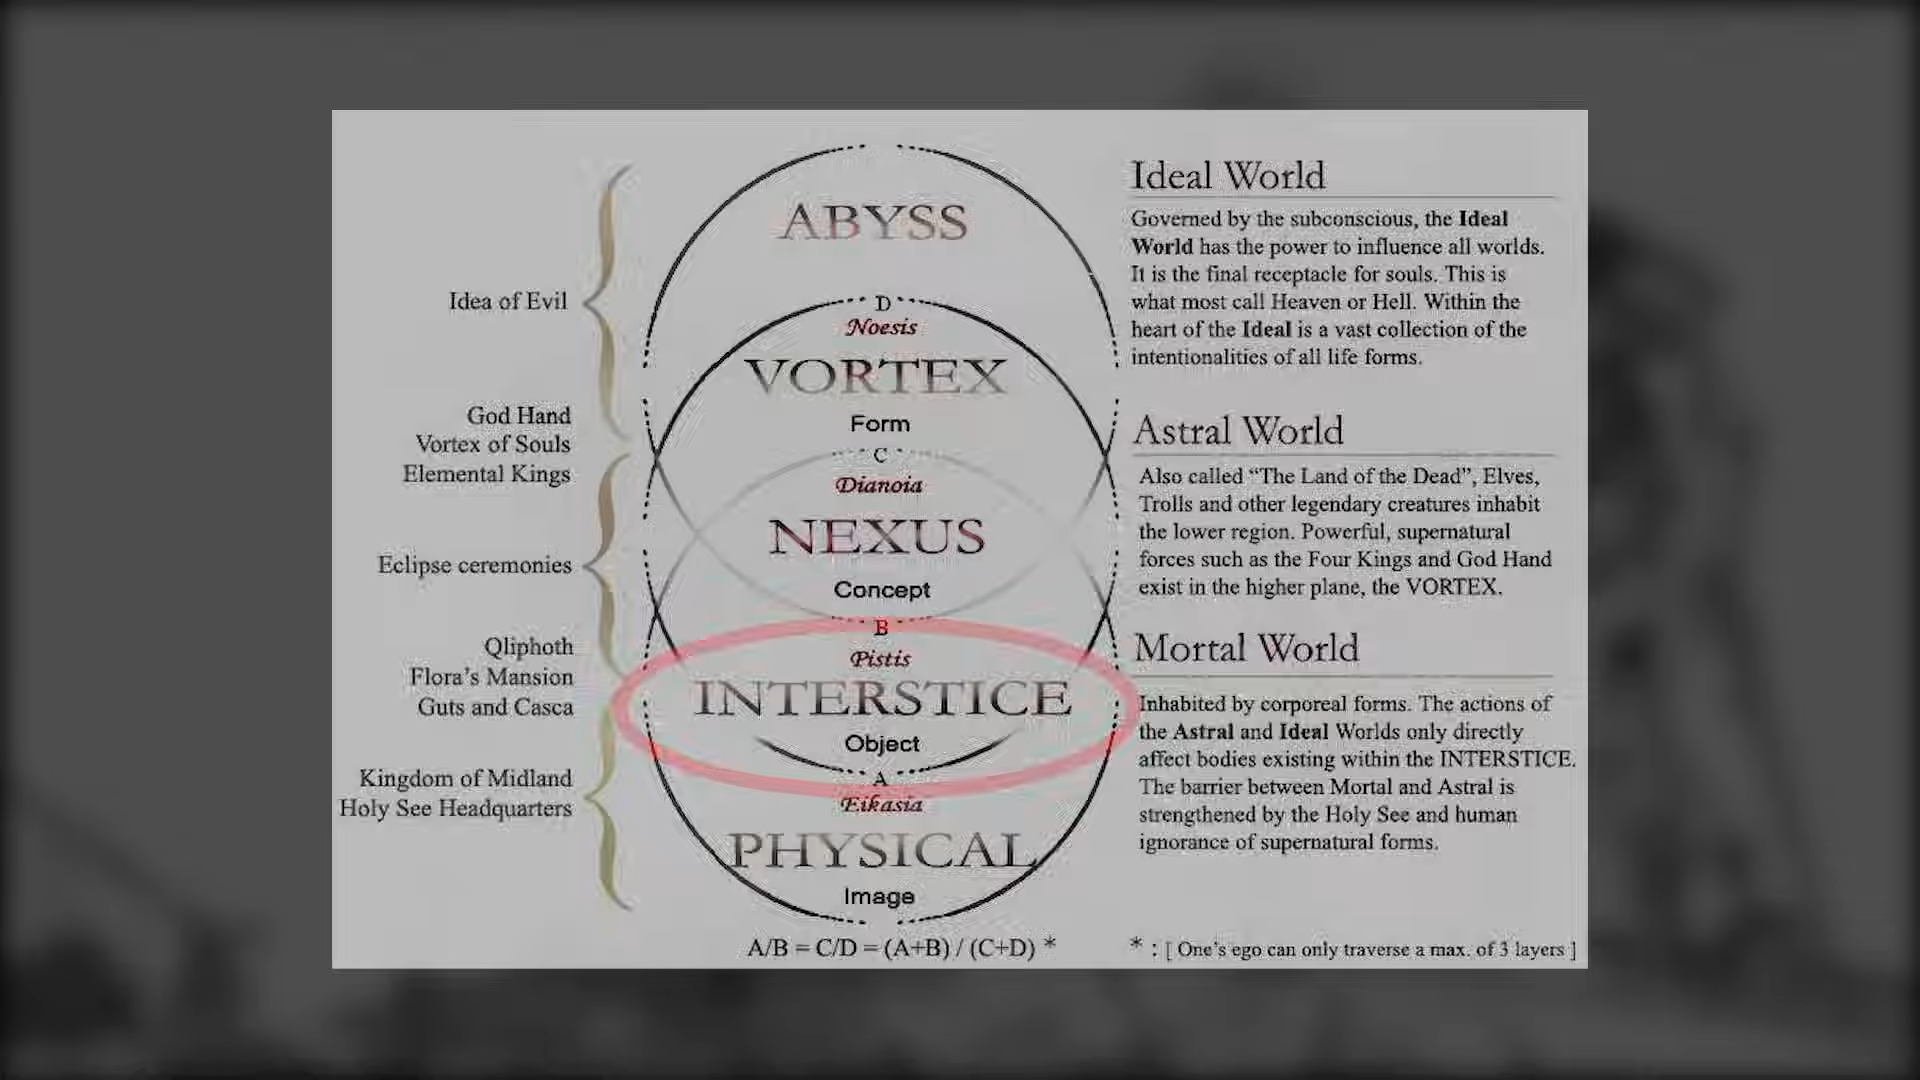 ABYSS
Idea of Evil
D
Noesis
VORTEX
Form
God Hand
Vortex of Souls
Elemental Kings
C
Dianoia
NEXUS
Eclipse ceremonies
Concept
B
Pistis
Qliphoth
Flora's Mansion
Guts and Casca
INTERSTICE
Object
A
Eikasia
Kingdom of Midland
Holy See Headquarters
PHYSICAL
Image
A/B = C/D = (A+B) / (C+D) *
Ideal World
Governed by the subconscious, the Ideal
World has the power to influence all worlds.
It is the final receptacle for souls. This is
what most call Heaven or Hell. Within the
heart of the Ideal is a vast collection of the
intentionalities of all life forms.
Astral World
Also called “The Land of the Dead”, Elves,
Trolls and other legendary creatures inhabit
the lower region. Powerful, supernatural
forces such as the Four Kings and God Hand
exist in the higher plane, the VORTEX.
Mortal World
Inhabited by corporeal forms. The actions of
the Astral and Ideal Worlds only directly
affect bodies existing within the INTERSTICE.
The barrier between Mortal and Astral is
strengthened by the Holy See and human
ignorance of supernatural forms.
* : [ One's ego can only traverse a max. of 3 layers ]